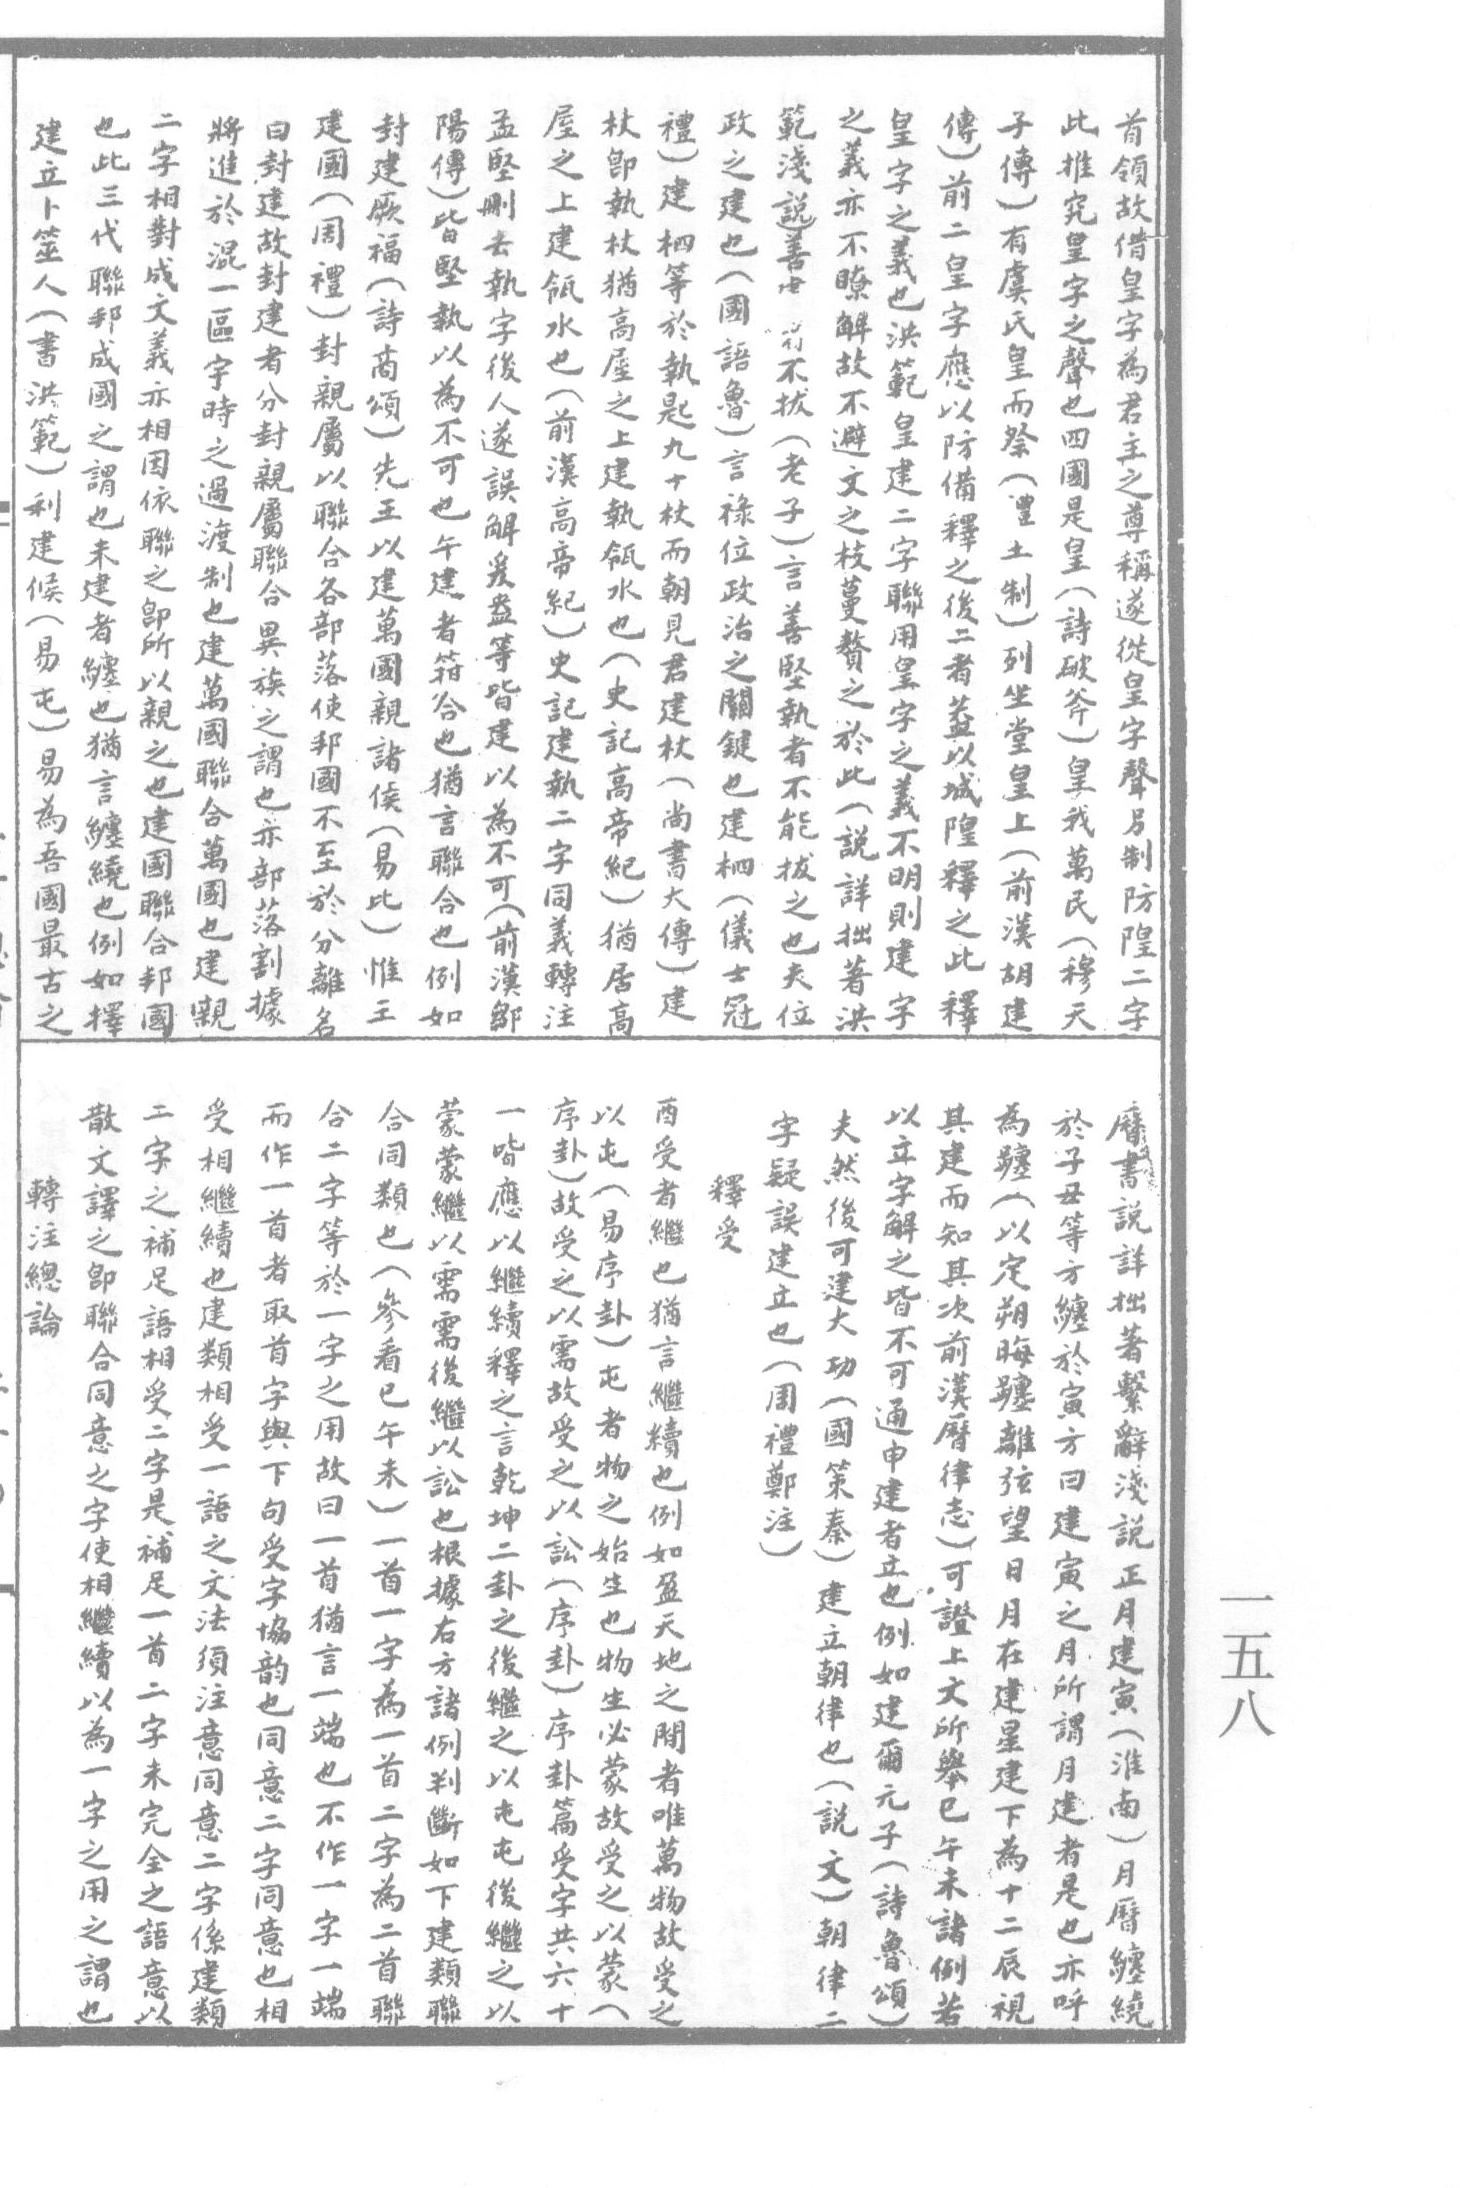 首領故借皇字為君主之尊稱遂從皇字聲另制防隍二字
此推究皇字之聲也四國是皇(詩破斧)皇我萬民(穆天
子傳)有虞氏皇而祭(王制)列坐堂皇上(前漢胡建
傳)前二皇字應以防備釋之後二者蓋以城隍釋之此釋
皇字之義也洪範皇建二字聯用皇字之義不明則建字
之義亦不瞭解故不避文之枝蔓贅之於此(說詳拙著洪
範淺說)善不拔(老子)言善堅執者不能拔之也夫位
政之建也(國語魯)言祿位政治之關鍵也建柶(儀士冠
禮)建柶等於執匙九十杖而朝見君建杖(尚書大傳)建
杖卽執杖猶高屋之上建執瓴水也(史記高帝紀)猶居高
屋之上建瓴水也(前漢高帝紀)史記建執二字同義轉注
孟堅刪去執字後人遂誤解爰盎等皆建以為不可(前漢鄒
陽傳)皆堅執以為不可也午建者箝合也猶言聯合也例如
封建厥福(詩商頌)先王以建萬國親諸侯(易比)惟王
建國(周禮)封親屬以聯合各部落使邦國不至於分離名
曰封建故封建者分封親屬聯合異族之謂也亦部落割據
將進於混一區宇時之過渡制也建萬國聯合萬國也建親
二字相對成文義亦相因依聯之卽所以親之也建國聯合邦國
也此三代聯邦成國之謂也未建者纏也猶言纏繞也例如擇
建立卜筮人(書洪範)利建候(易屯)易為吾國最古之
曆書說詳拙著繫辭淺說正月建寅(淮南)月曆纏繞
於子丑等方纏於寅方曰建寅之月所謂月建者是也亦呼
為躔(以定朔晦躔離弦望日月在建星建下為十二辰視
其建而知其次前漢曆律志)可證上文所舉巳午未諸例若
以立字解之皆不可通申建者立也例如建爾元子(詩魯頌)
夫然後可建大功(國策秦)建立朝律也(說文)朝律二
字疑誤建立也(周禮鄭注)
釋受
酉受者繼也猶言繼續也例如盈天地之間者唯萬物故受之
以屯(易序卦)屯者物之始生也物生必蒙故受之以蒙(
序卦)故受之以需故受之以訟(序卦)序卦篇受字共六十
一皆應以繼續釋之言乾坤二卦之後繼之以屯屯後繼之以
蒙蒙繼以需需後繼以訟也根據右方諸例判斷如下建類聯
合同類也(參看巳午未)一首一字為一首二字為二首聯
合二字等於一字之用故曰一首猶言一端也不作一字一端
而作一首者取首字與下句受字協韵也同意二字同意也相
受相繼續也建類相受一語之文法須注意同意二字係建類
二字之補足語相受二字是補足一首二字未完全之語意以
散文譯之卽聯合同意之字使相繼續以為一字之用之謂也
轉注總論
一五八